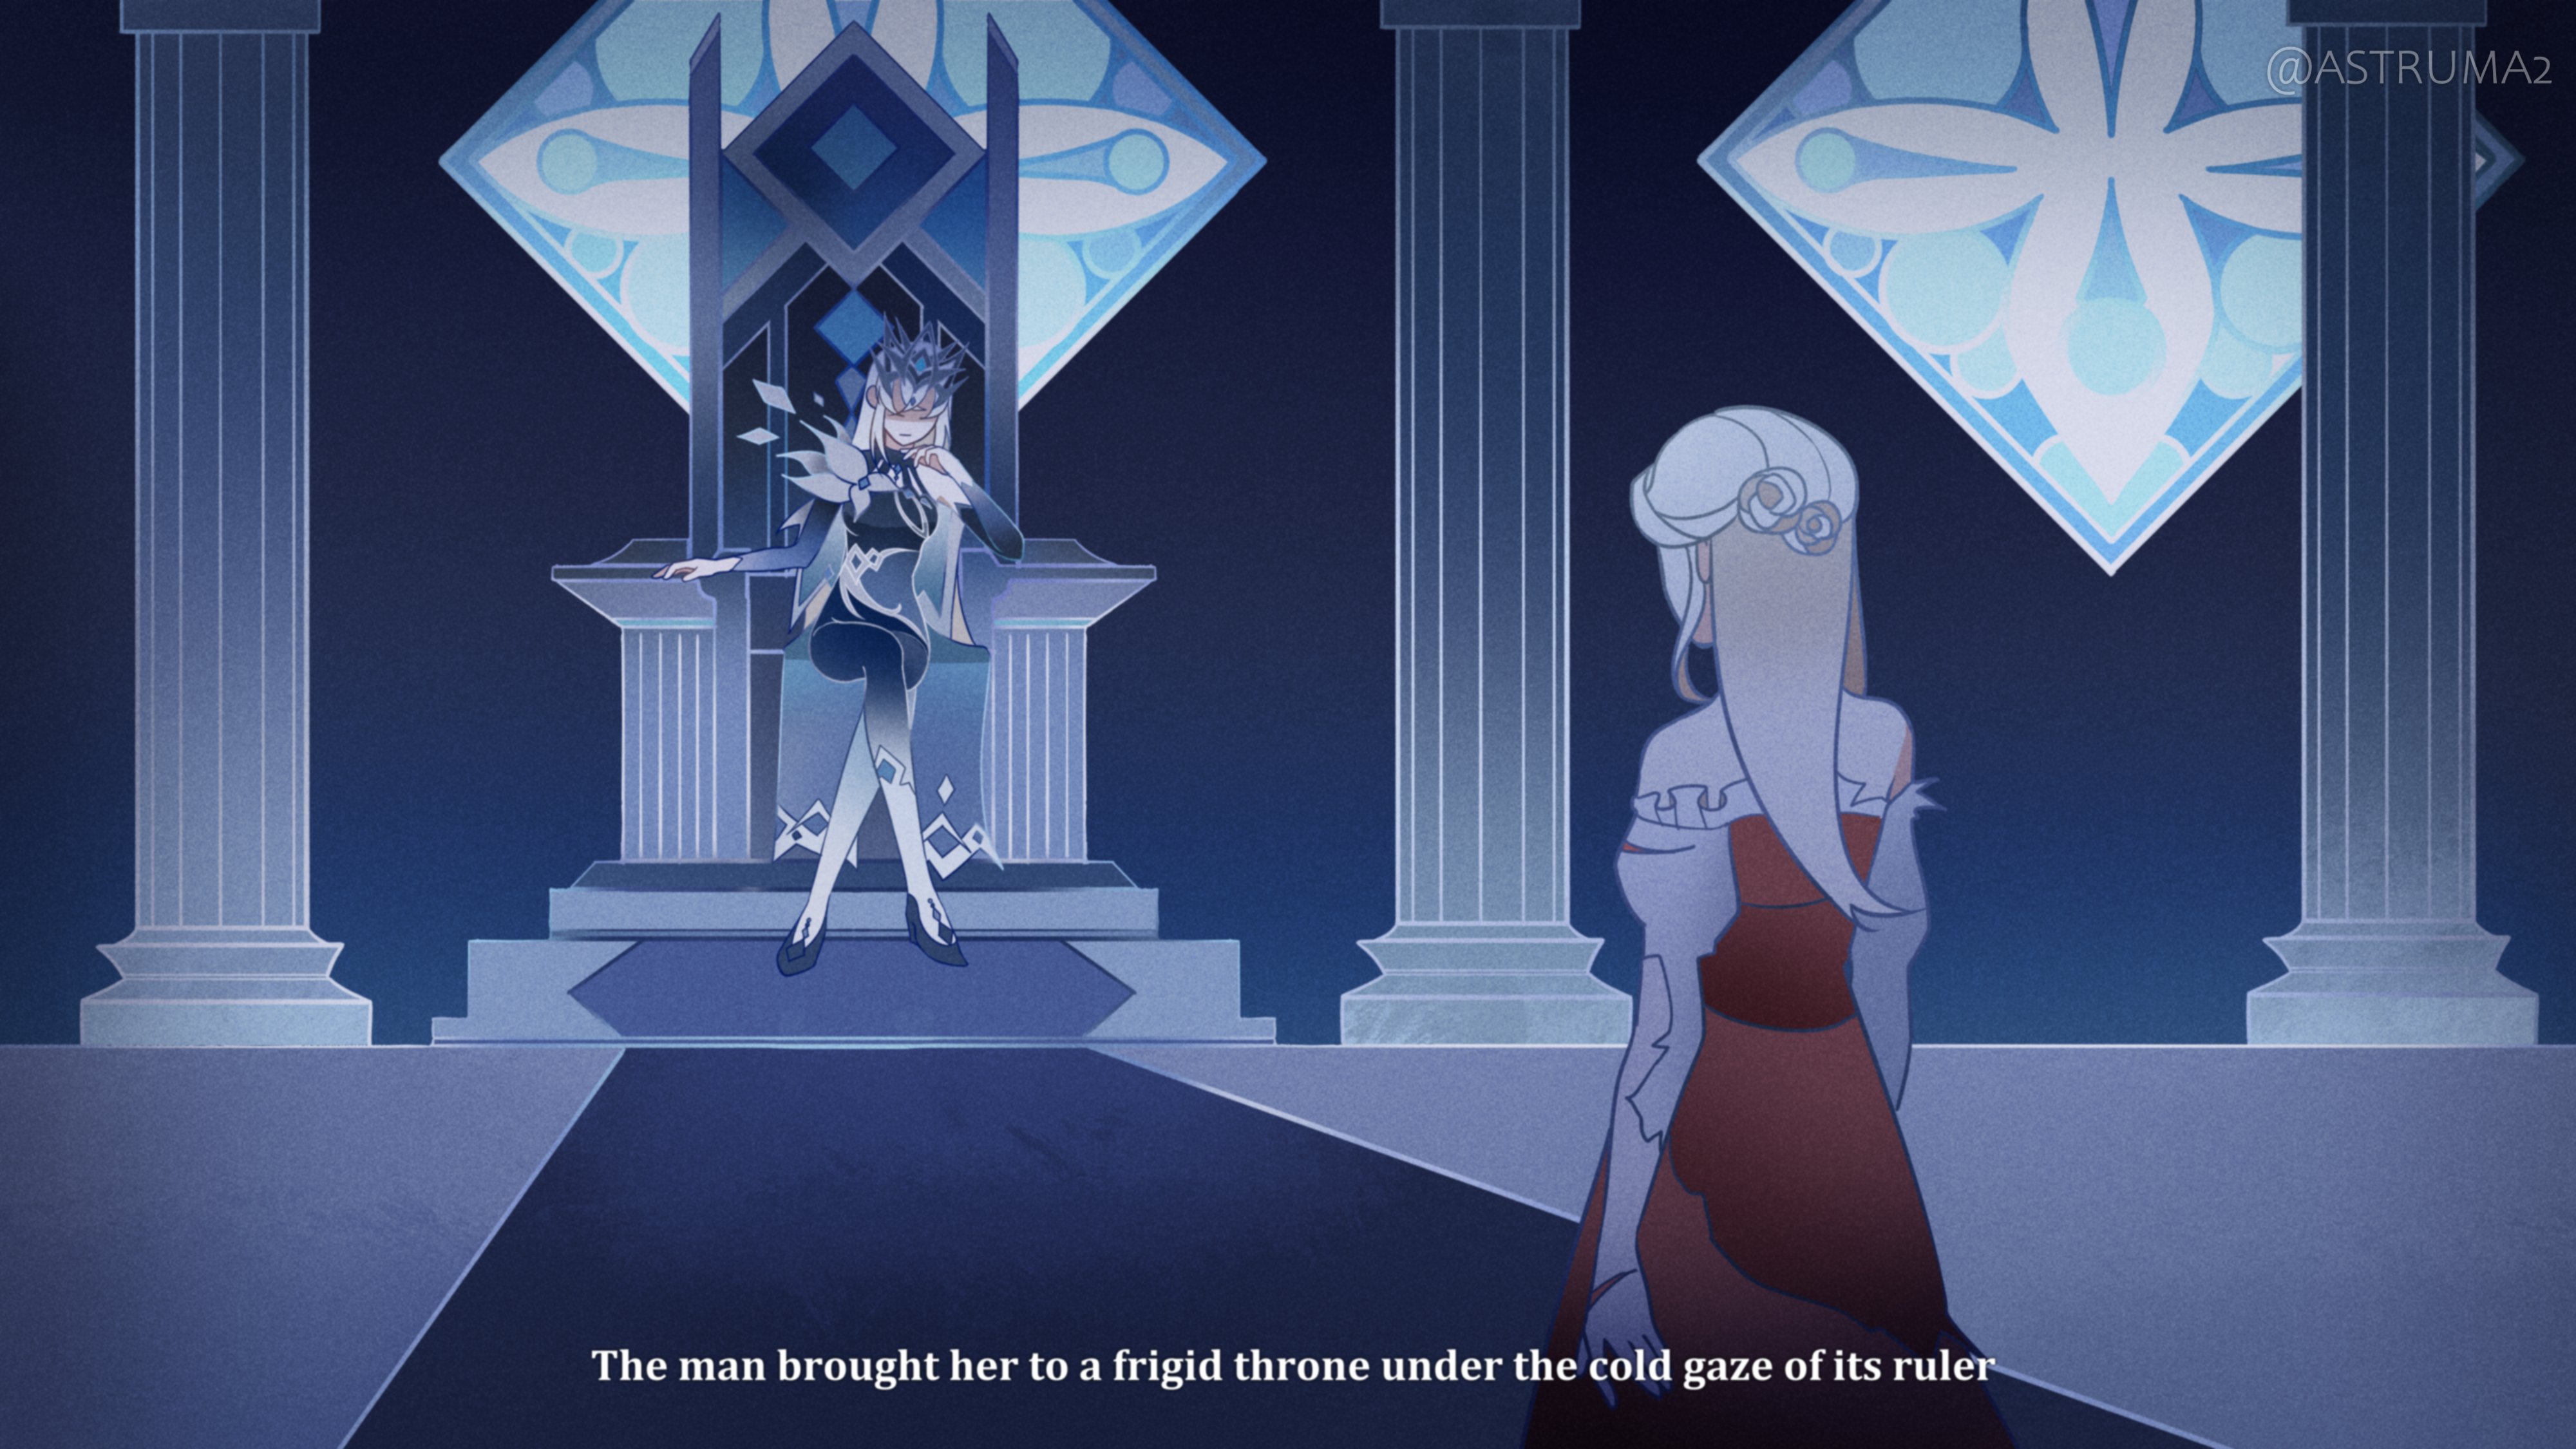 @ASTRUMA2
The man brought her to a frigid throne under the cold gaze of its ruler